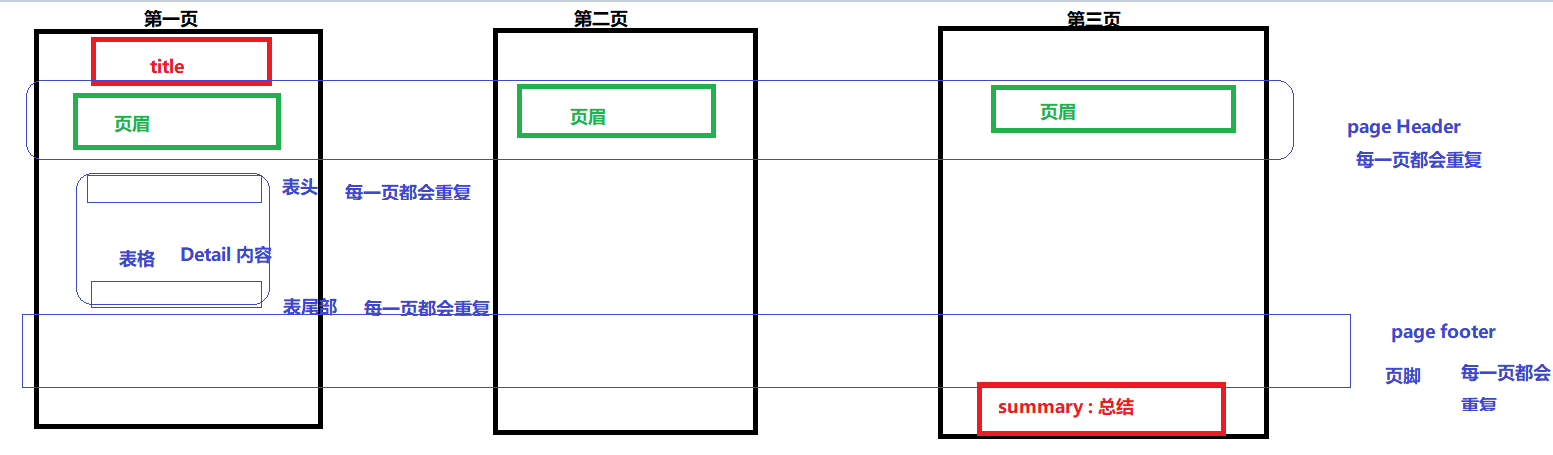 第一页
第二页
第三页
title
页眉
页眉
页眉
page Header
每一页都会重复
表头
每一页都会重复
表格
Detail 内容
表尾部
每一页都会重复
page footer
页脚
每一页都会
重复
summary : 总结